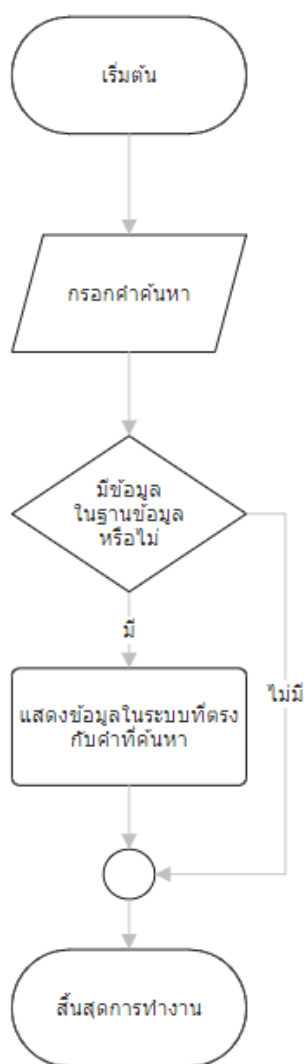 เริ่มต้น
กรอกคำค้นหา
มีข้อมูล
ในฐานข้อมูล
หรือไม่
มี
ไม่มี
แสดงข้อมูลในระบบที่ตรง
กับคำที่ค้นหา
สิ้นสุดการทำงาน